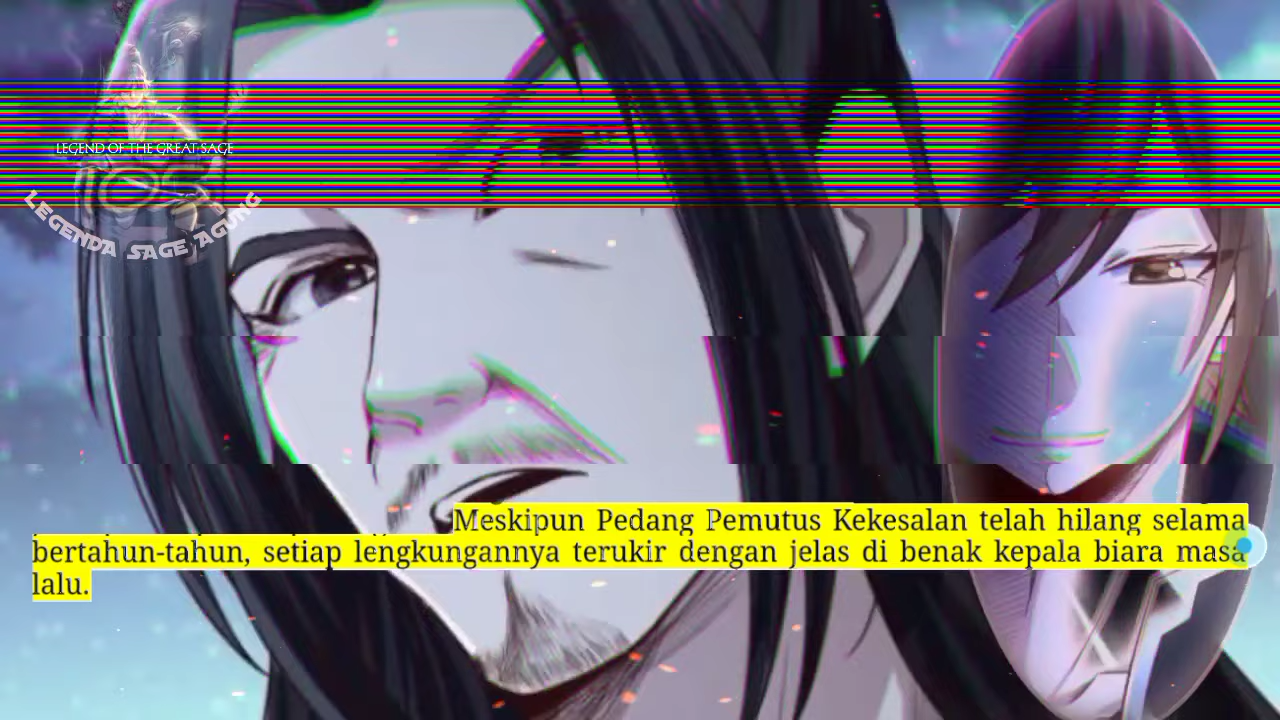 LEGEND OF THE GREAT SAGE
LEGENDA SAGE AGUNG
Meskipun Pedang Pemutus Kekesalan telah hilang selama
bertahun-tahun, setiap lengkungannya terukir dengan jelas di benak kepala biara masa
lalu.